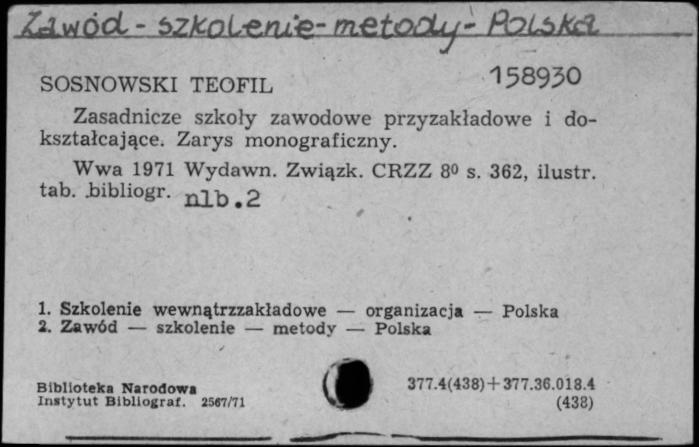 Zawód - szkolenie - metody - Polska
158930
SOSNOWSKI TEOFIL
Zasadnicze szkoły zawodowe przyzakładowe i do-
kształcające. Zarys monograficzny.
Wwa 1971 Wydawn. Związk. CRZZ 8⁰ s. 362, ilustr.
tab. bibliogr. nlb.2
1. Szkolenie wewnątrzzakładowe — organizacja — Polska
2. Zawód — szkolenie — metody — Polska
Biblioteka Narodowa
Instytut Bibliograf. 2567/71
377.4(438)+377.36.018.4
(438)